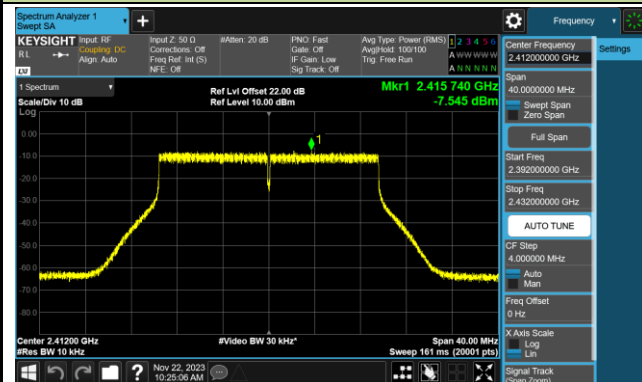 Spectrum Analyzer 1
Swept SA
Frequency
KEYSIGHT
RL
LXI
Input: RF
Coupling: DC
Align: Auto
Input Z: 50 Ω
Corrections: Off
Freq Ref: Int (S)
NFE: Off
#Atten: 20 dB
PNO: Fast
Gate: Off
IF Gain: Low
Sig Track: Off
Avg Type: Power (RMS)
Avg|Hold: 100/100
Trig: Free Run
1 2 3 4 5 6
A W W W W W
A N N N N N
1 Spectrum
Scale/Div 10 dB
Ref Lvl Offset 22.00 dB
Ref Level 10.00 dBm
Mkr1 2.415 740 GHz
-7.545 dBm
Log
0.00
-10.0
-20.0
-30.0
-40.0
-50.0
-60.0
-70.0
-80.0
1
Center 2.41200 GHz
#Res BW 10 kHz
#Video BW 30 kHz*
Span 40.00 MHz
Sweep 161 ms (20001 pts)
Nov 22, 2023
10:25:06 AM
Center Frequency
2.412000000 GHz
Settings
Span
40.0000000 MHz
Swept Span
Zero Span
Full Span
Start Freq
2.392000000 GHz
Stop Freq
2.432000000 GHz
AUTO TUNE
CF Step
4.000000 MHz
Auto
Man
Freq Offset
0 Hz
X Axis Scale
Log
Lin
Signal Track
(Span Zoom)